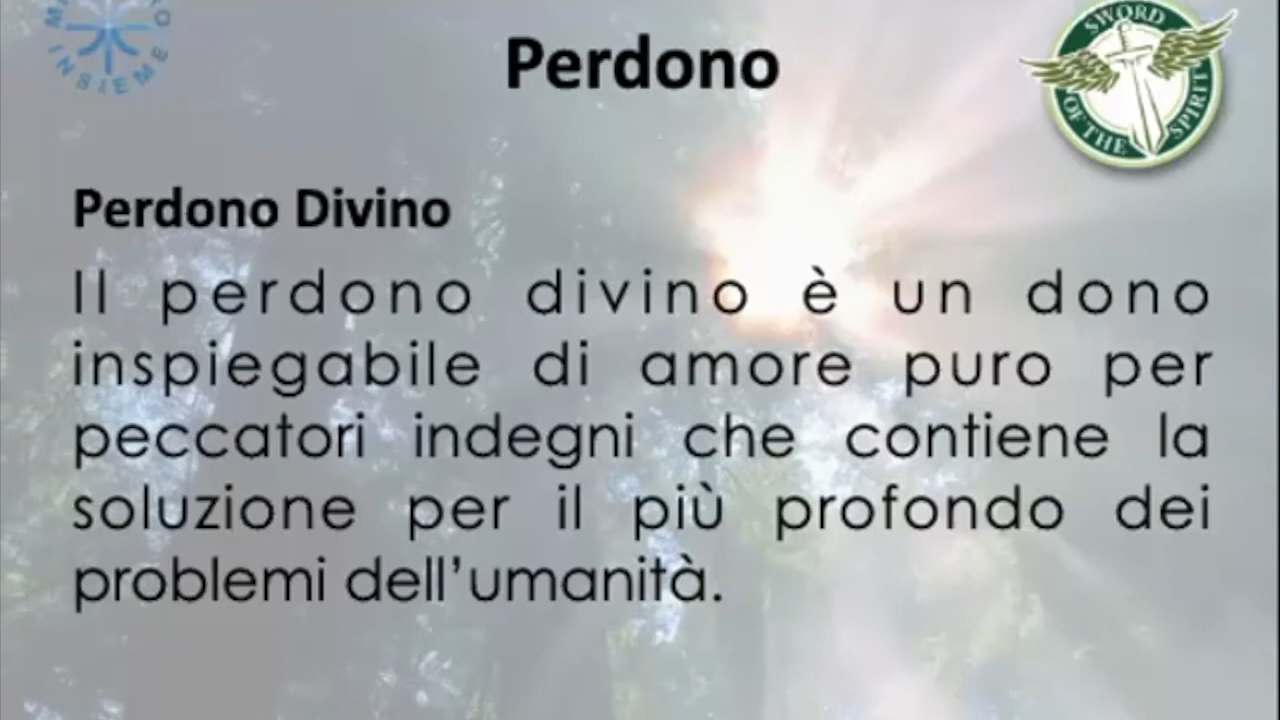 Perdono
INSIEME
SWORD
OF THE SPIRIT
Perdono Divino
Il perdono divino è un dono
inspiegabile di amore puro per
peccatori indegni che contiene la
soluzione per il più profondo dei
problemi dell’umanità.